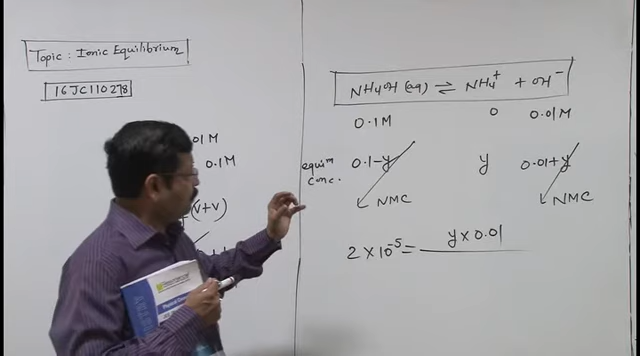 Topic : Ionic Equilibrium
16JC110278
01M
0.1M
(V+V)
NH4OH (aq) ⇌ NH4+ + OH−
0.1M 0 0.01M
equim conc. 0.1−y y 0.01+y
NMC NMC
2 × 10−5 = y × 0.01